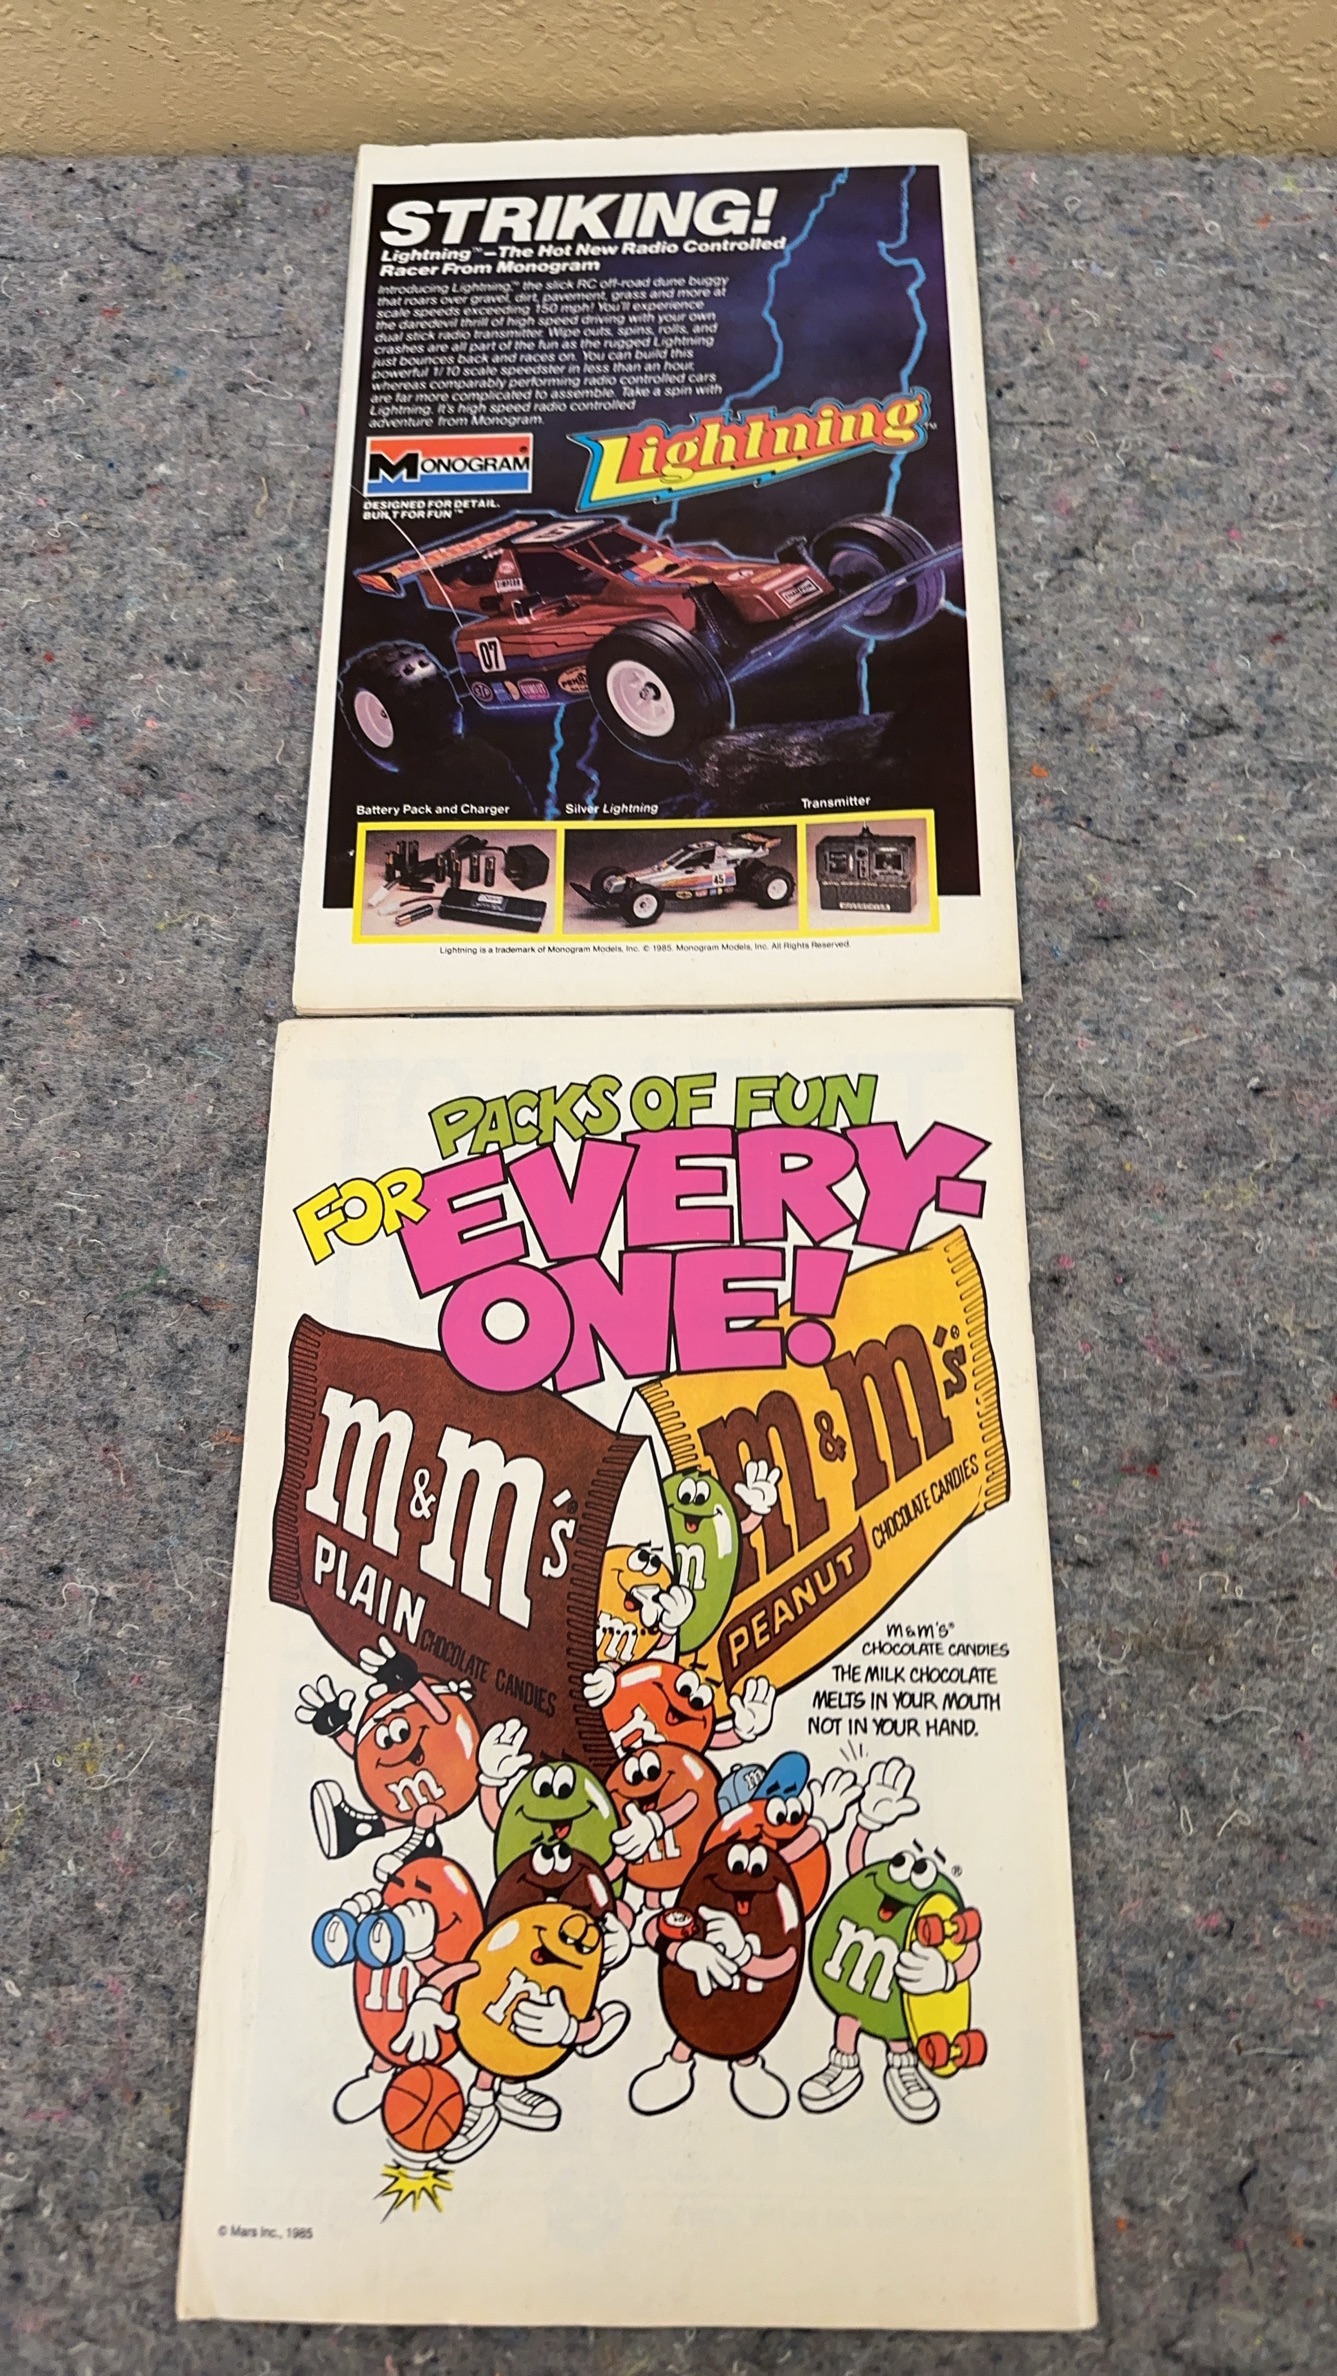 STRIKING!
Lightning™—The Hot New Radio Controlled
Racer From Monogram
Introducing Lightning,™ the slick RC off-road dune buggy
that roars over gravel, dirt, pavement, grass and more at
scale speeds exceeding 150 mph! You'll experience
the daredevil thrill of high speed driving with your own
dual stick radio transmitter. Wipe outs, spins, rolls, and
crashes are all part of the fun as the rugged Lightning
just bounces back and races on. You can build this
powerful 1/10 scale speedster in less than an hour,
whereas comparably performing radio controlled cars
are far more complicated to assemble. Take a spin with
Lightning. It's high speed radio controlled
adventure from Monogram.
Lightning™
MONOGRAM®
DESIGNED FOR DETAIL.
BUILT FOR FUN™
07
STP
Battery Pack and Charger
Silver Lightning
Transmitter
45
Lightning is a trademark of Monogram Models, Inc. © 1985. Monogram Models, Inc. All Rights Reserved.
PACKS OF FUN
FOR EVERY-
ONE!
m&m's®
PLAIN
CHOCOLATE CANDIES
m&m's®
PEANUT
CHOCOLATE CANDIES
m
m
m&m's®
CHOCOLATE CANDIES
THE MILK CHOCOLATE
MELTS IN YOUR MOUTH
NOT IN YOUR HAND.
m
m
m
m
m
m
m
®
© Mars Inc., 1985